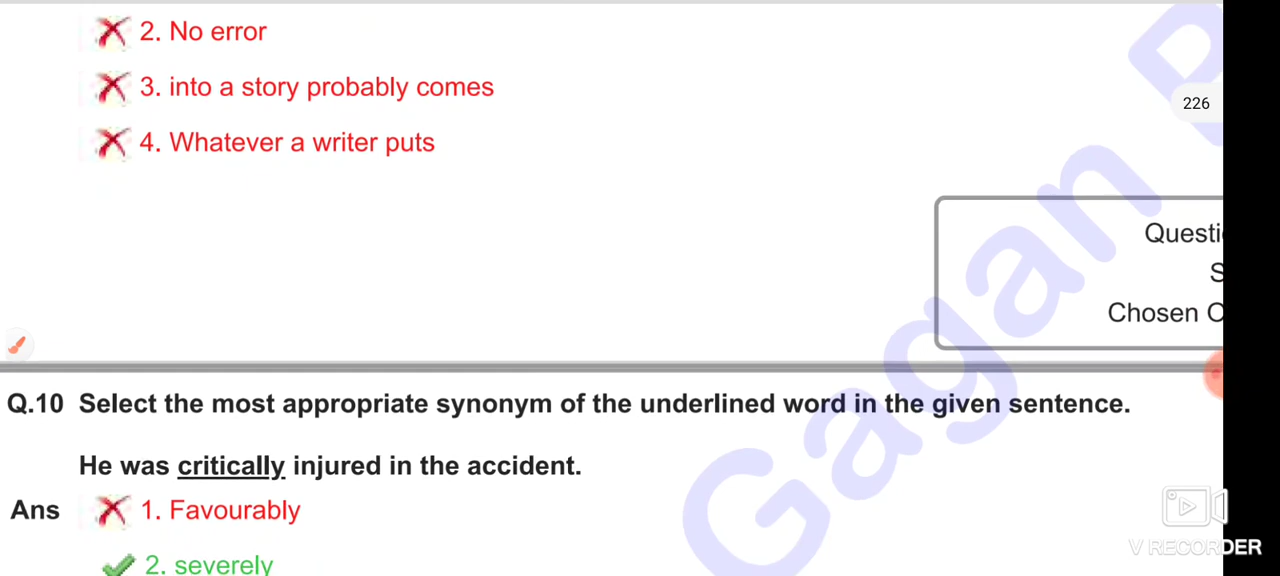 2. No error
3. into a story probably comes
4. Whatever a writer puts
226
Questi
S
Chosen O
Q.10 Select the most appropriate synonym of the underlined word in the given sentence.
He was critically injured in the accident.
Ans 1. Favourably
2. severely
Gagan P
V RECORDER